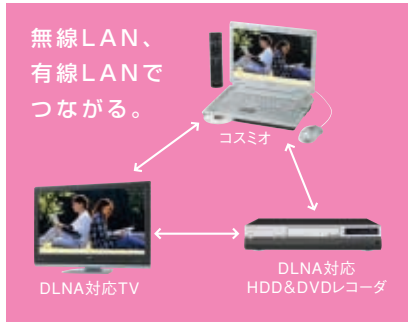 無線LAN、
有線LANで
つながる。
コスミオ
DLNA対応TV
DLNA対応
HDD&DVDレコーダ